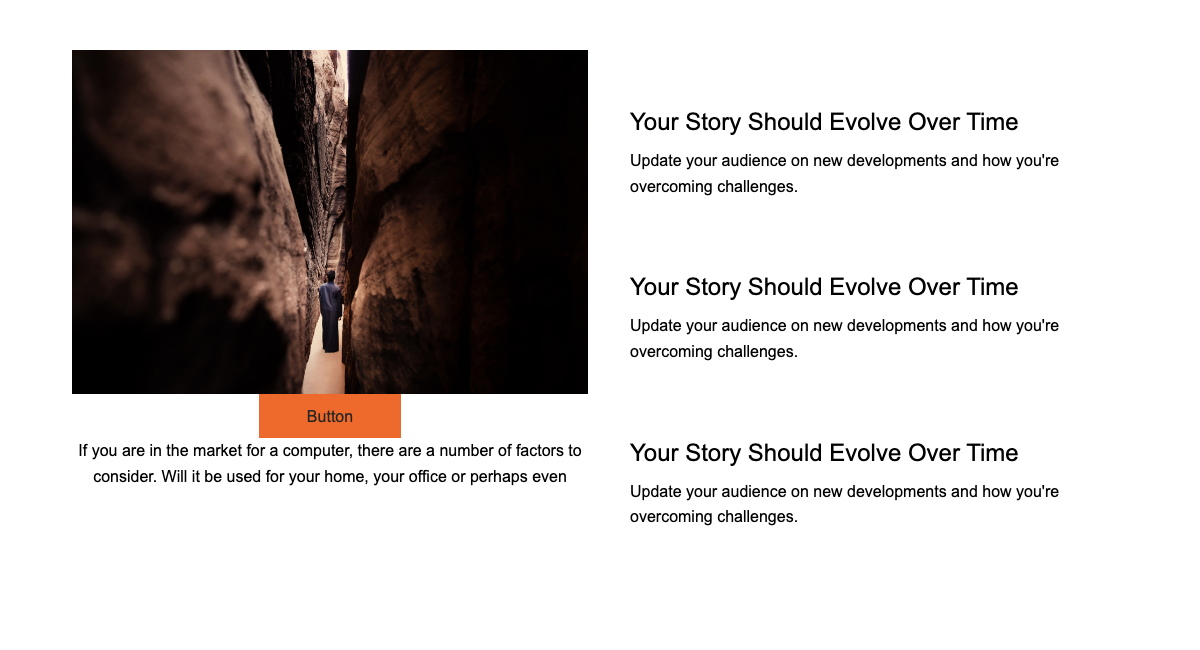 Button
If you are in the market for a computer, there are a number of factors to
consider. Will it be used for your home, your office or perhaps even
Your Story Should Evolve Over Time
Update your audience on new developments and how you're
overcoming challenges.
Your Story Should Evolve Over Time
Update your audience on new developments and how you're
overcoming challenges.
Your Story Should Evolve Over Time
Update your audience on new developments and how you're
overcoming challenges.